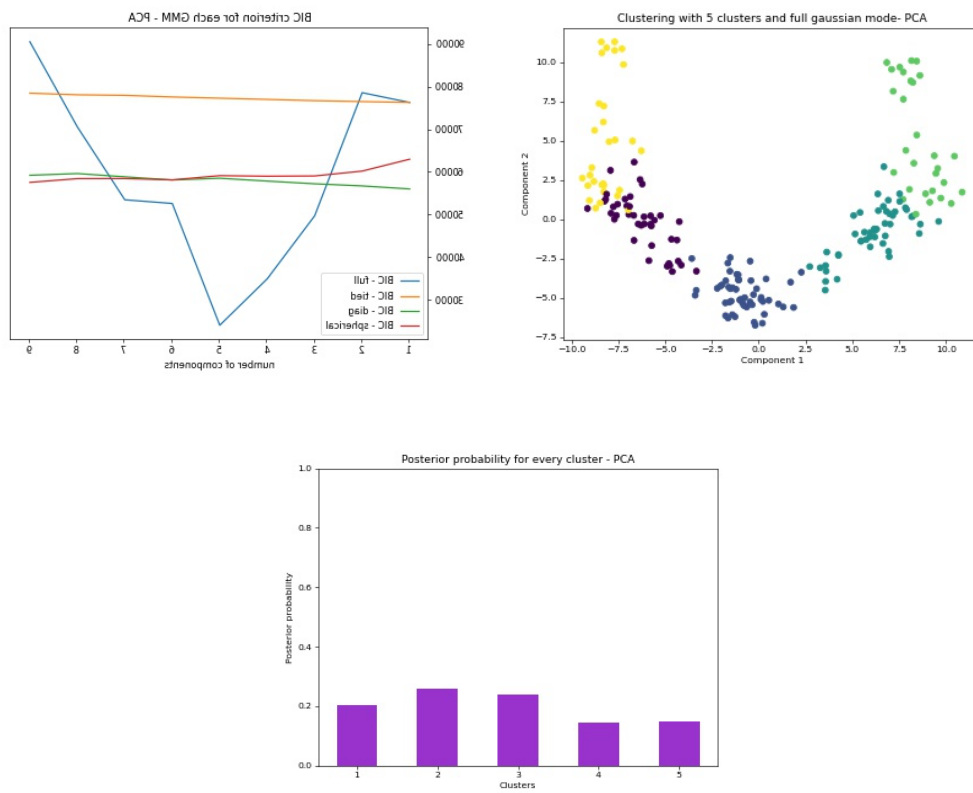 BIC criterion for each GMM - PCA
90000
80000
70000
60000
50000
40000
30000
BIC - full
BIC - tied
BIC - diag
BIC - spherical
9 8 7 6 5 4 3 2 1
number of components
Clustering with 5 clusters and full gaussian mode- PCA
Component 2
10.0
7.5
5.0
2.5
0.0
−2.5
−5.0
−7.5
−10.0 −7.5 −5.0 −2.5 0.0 2.5 5.0 7.5 10.0
Component 1
Posterior probability for every cluster - PCA
Posterior probability
1.0
0.8
0.6
0.4
0.2
0.0
1 2 3 4 5
Clusters